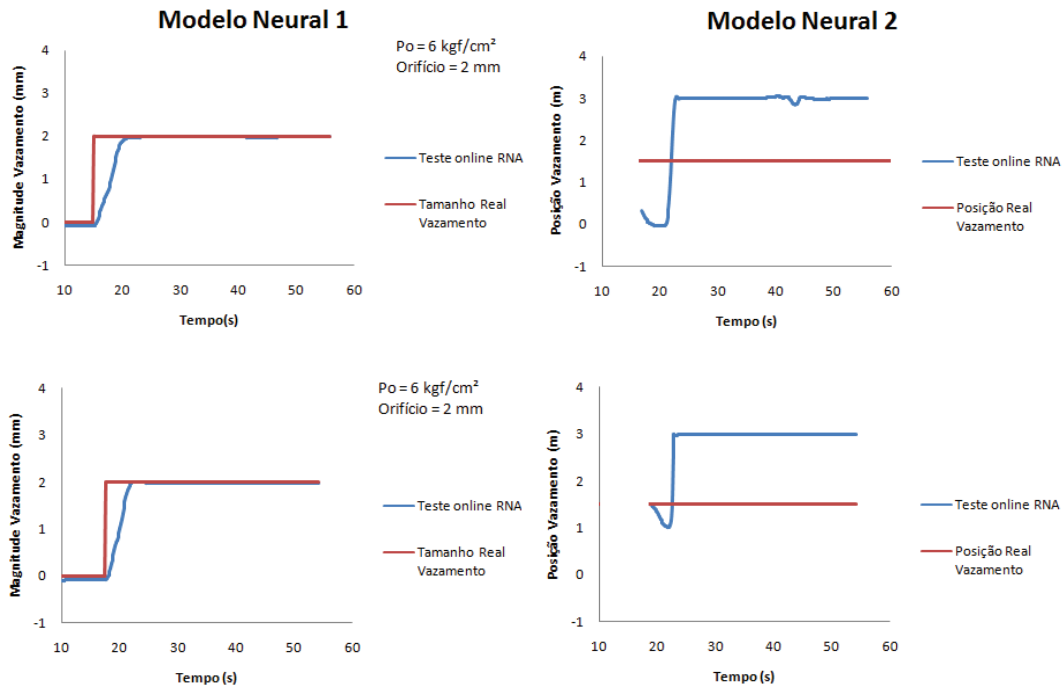 Modelo Neural 1
Modelo Neural 2
Po = 6 kgf/cm²
Orifício = 2 mm
Magnitude Vazamento (mm)
4
3
2
1
0
-1
10 20 30 40 50 60
Tempo(s)
Teste online RNA
Tamanho Real
Vazamento
Posição Vazamento (m)
4
3
2
1
0
-1
10 20 30 40 50 60
Tempo (s)
Teste online RNA
Posição Real
Vazamento
Po = 6 kgf/cm²
Orifício = 2 mm
Magnitude Vazamento (mm)
4
3
2
1
0
-1
10 20 30 40 50 60
Tempo (s)
Teste online RNA
Tamanho Real
Vazamento
Posição Vazamento (m)
4
3
2
1
0
-1
10 20 30 40 50 60
Tempo (s)
Teste online RNA
Posição Real
Vazamento